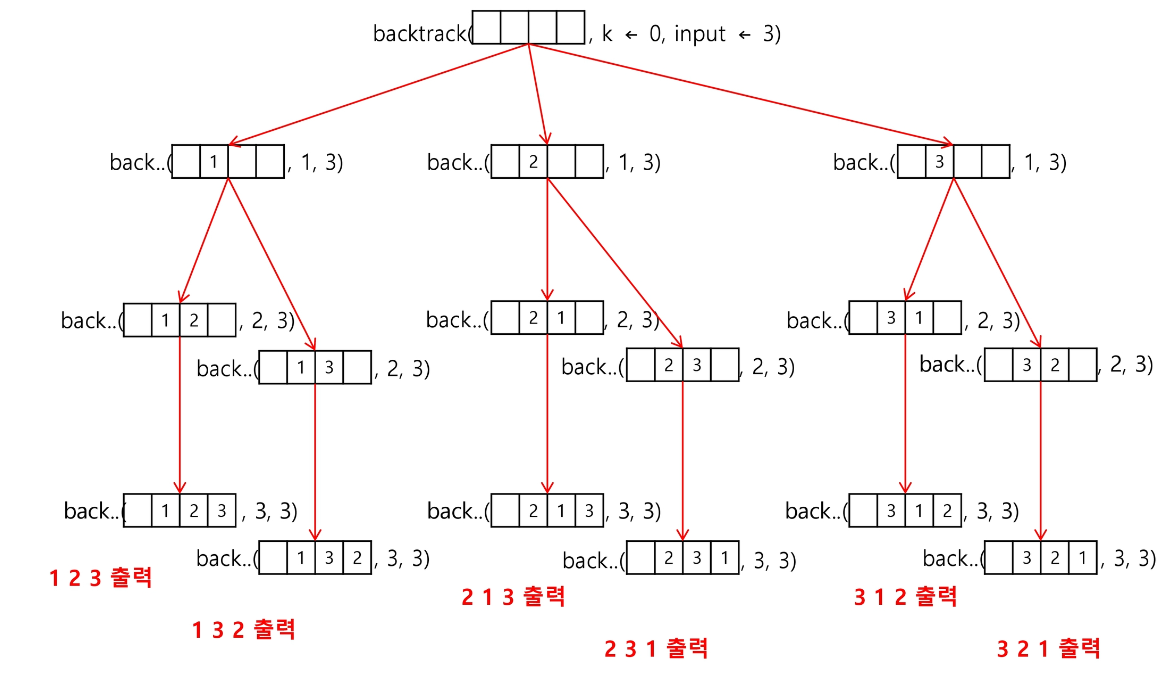 backtrack( , k ← 0, input ← 3)
back..( 1 , 1, 3)
back..( 2 , 1, 3)
back..( 3 , 1, 3)
back..( 1 2 , 2, 3)
back..( 1 3 , 2, 3)
back..( 2 1 , 2, 3)
back..( 2 3 , 2, 3)
back..( 3 1 , 2, 3)
back..( 3 2 , 2, 3)
back..( 1 2 3 , 3, 3)
back..( 1 3 2 , 3, 3)
back..( 2 1 3 , 3, 3)
back..( 2 3 1 , 3, 3)
back..( 3 1 2 , 3, 3)
back..( 3 2 1 , 3, 3)
1 2 3 출력
1 3 2 출력
2 1 3 출력
2 3 1 출력
3 1 2 출력
3 2 1 출력